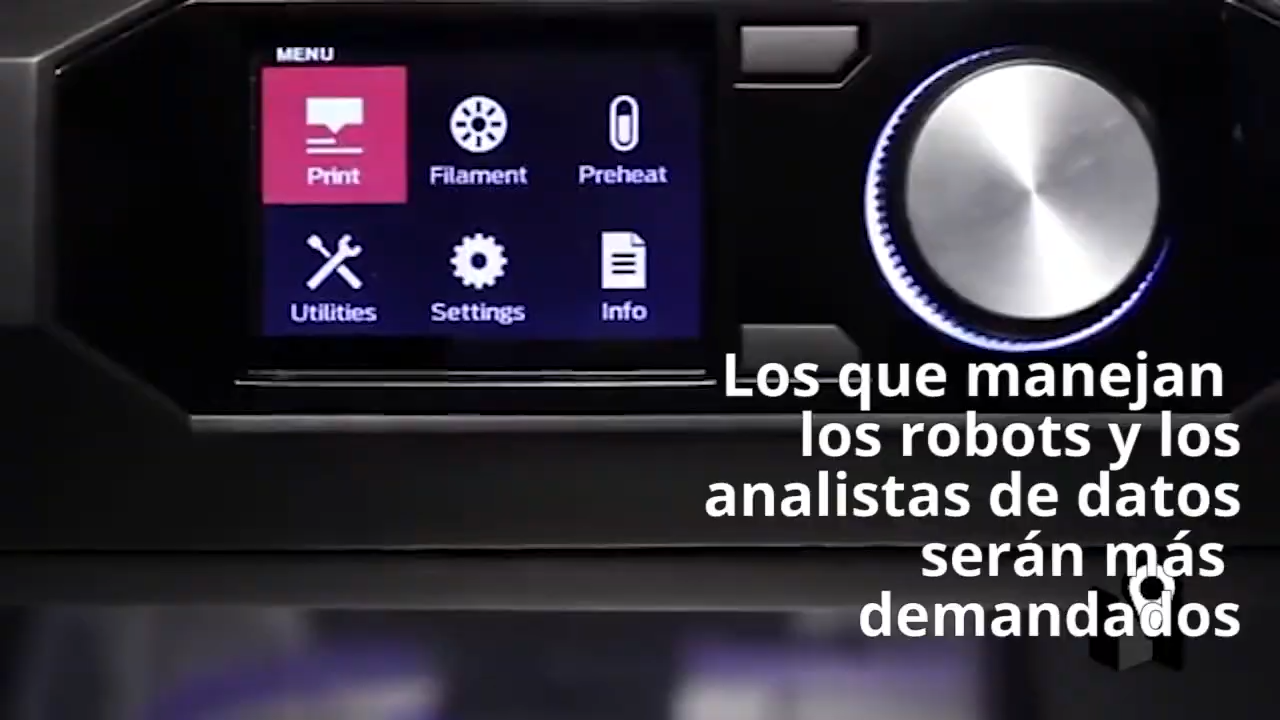 MENU
Print Filament Preheat
Utilities Settings Info
Los que manejan
los robots y los
analistas de datos
serán más
demandados